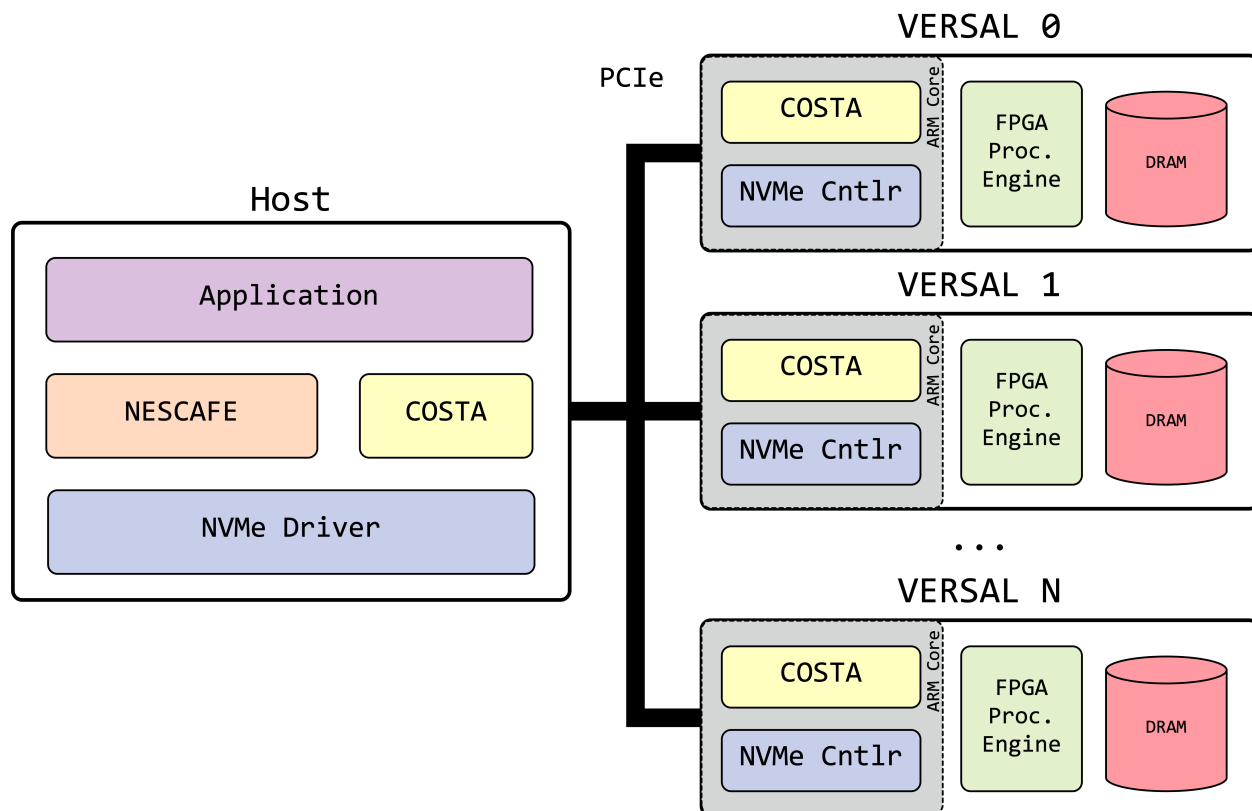 Host
Application
NESCAFE
COSTA
NVMe Driver
PCIe
VERSAL 0
COSTA
NVMe Cntlr
ARM Core
FPGA
Proc.
Engine
DRAM
VERSAL 1
COSTA
NVMe Cntlr
ARM Core
FPGA
Proc.
Engine
DRAM
...
VERSAL N
COSTA
NVMe Cntlr
ARM Core
FPGA
Proc.
Engine
DRAM